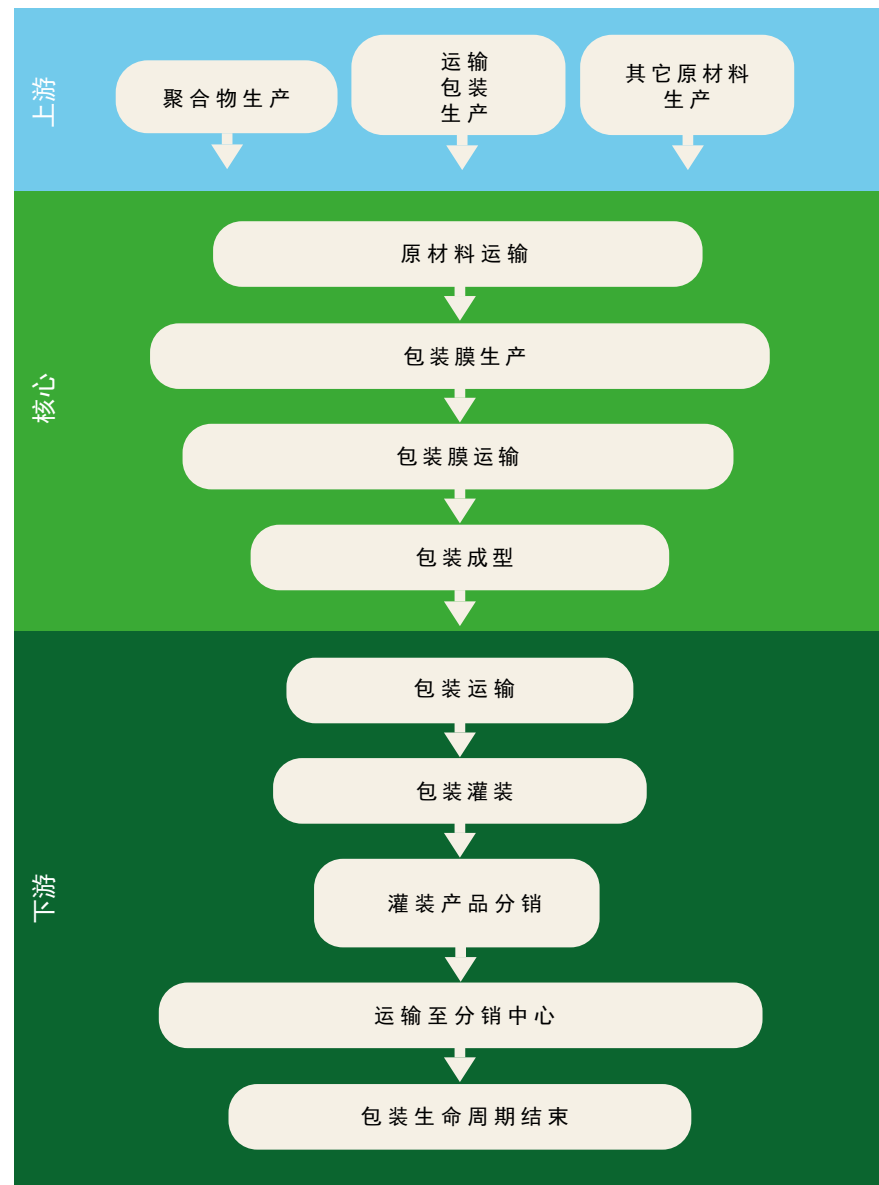 上游
聚合物生产
运输
包装
生产
其它原材料
生产
核心
原材料运输
包装膜生产
包装膜运输
包装成型
下游
包装运输
包装灌装
灌装产品分销
运输至分销中心
包装生命周期结束